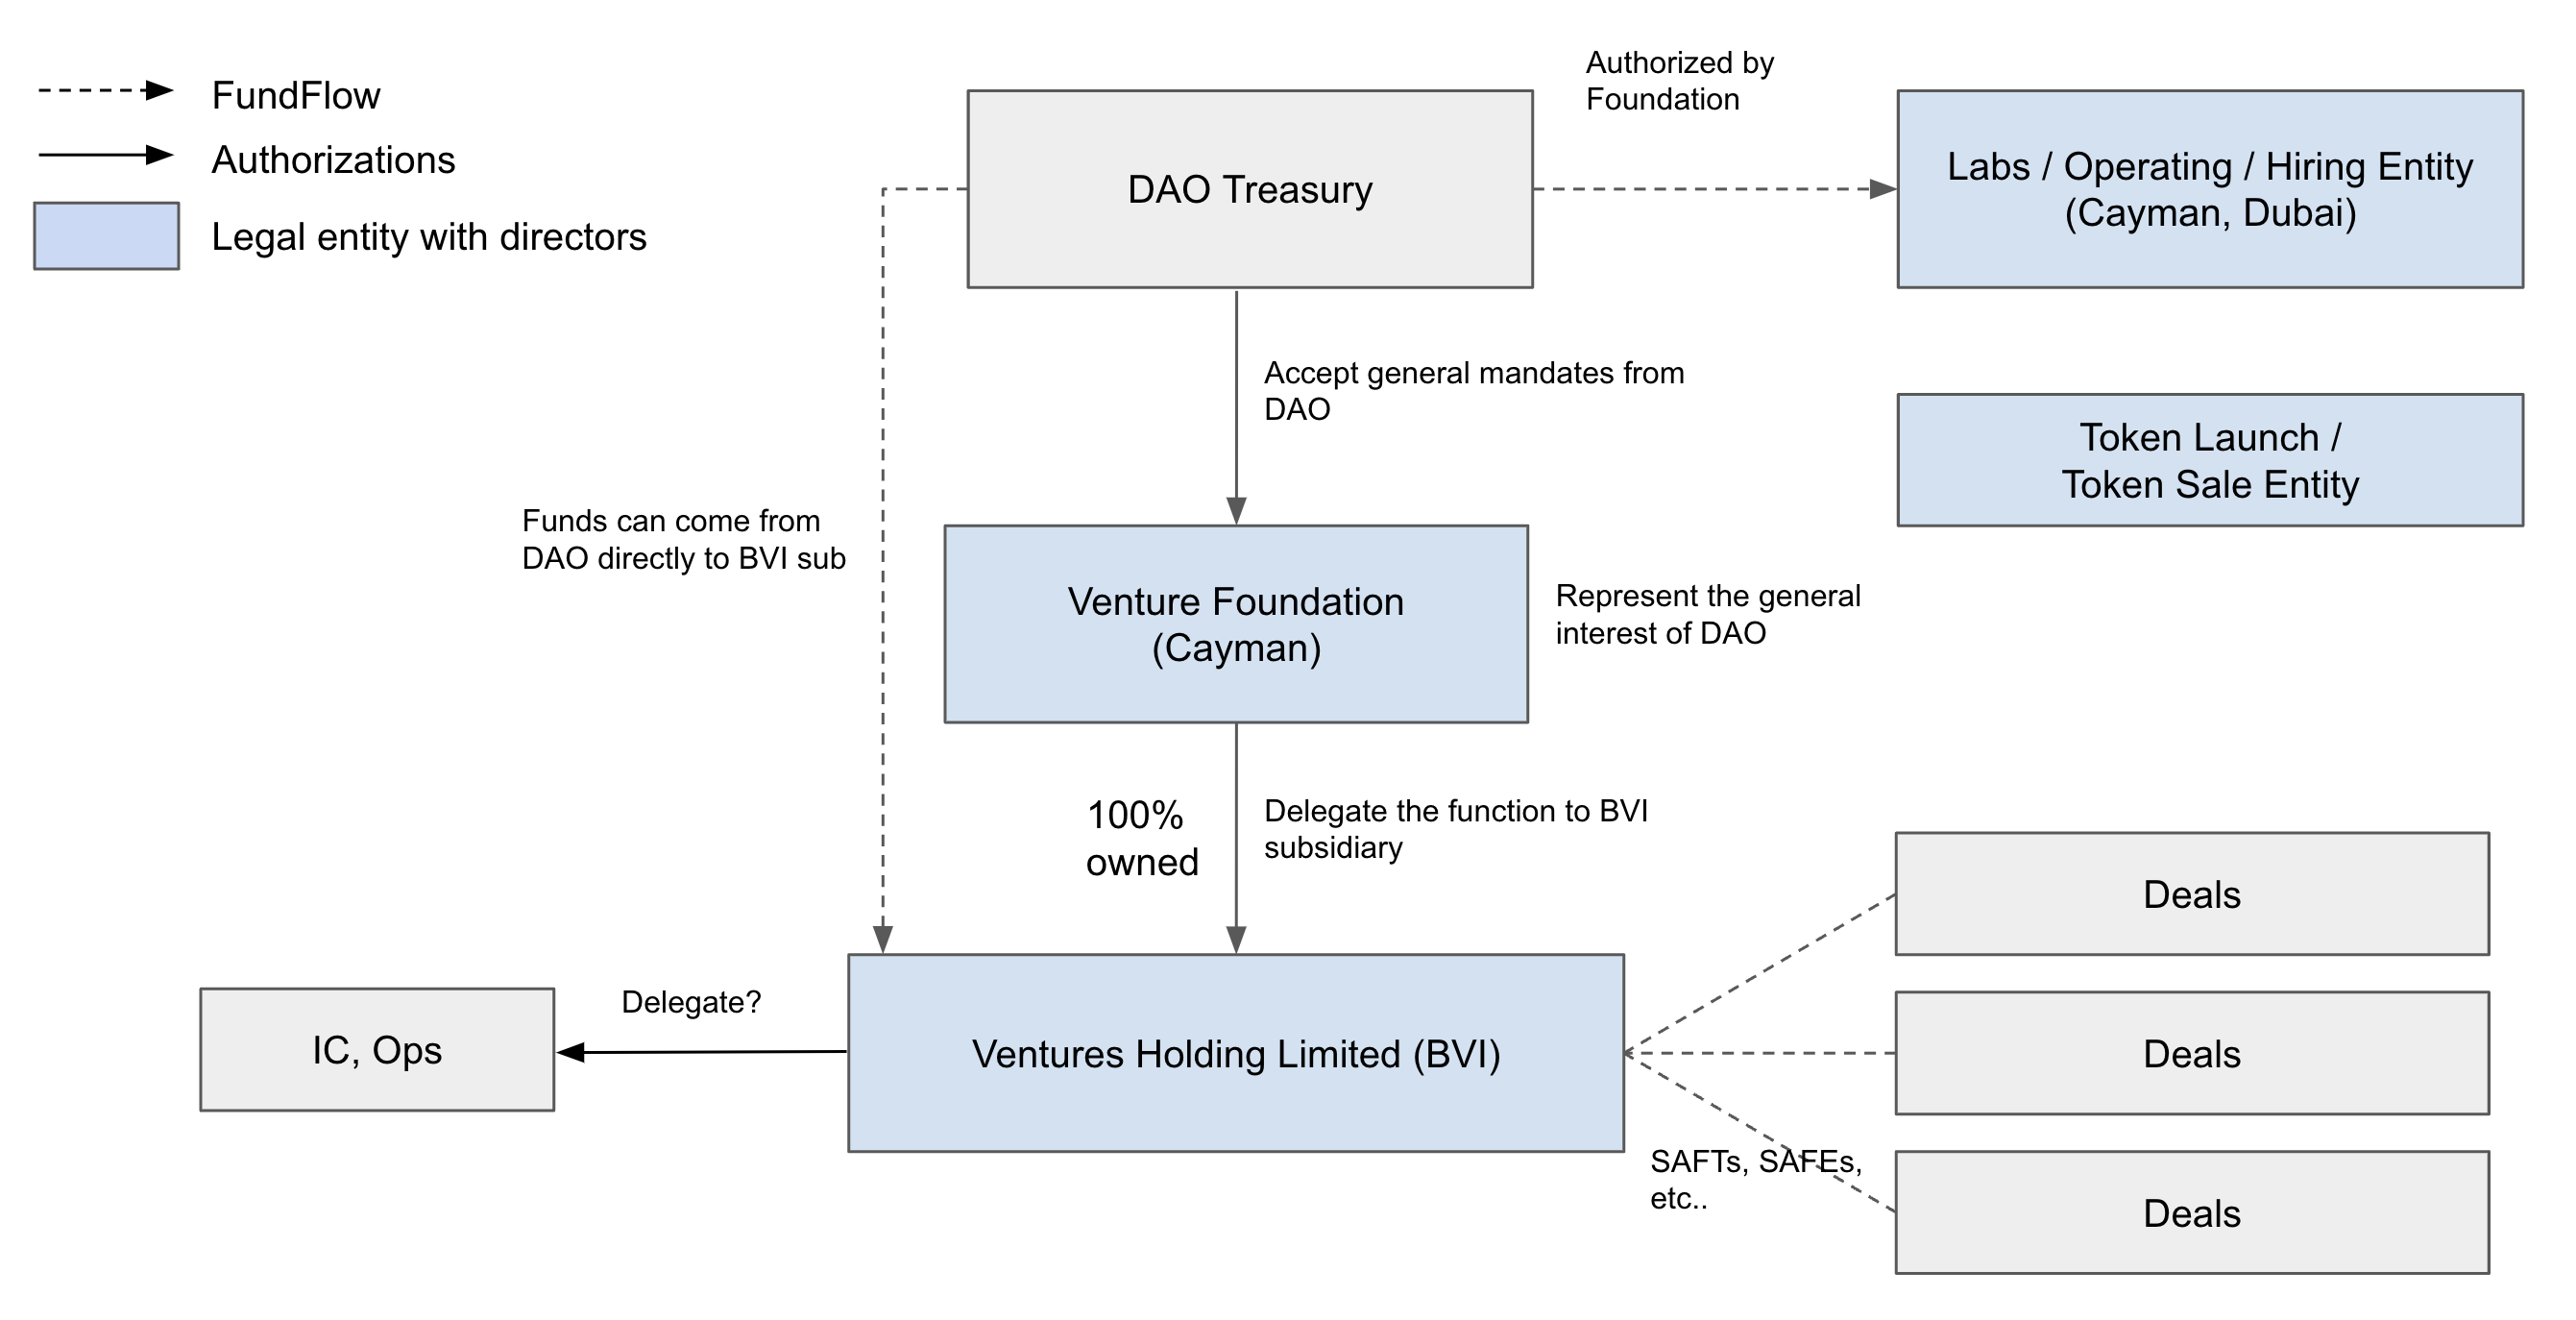 FundFlow
Authorizations
Legal entity with directors
Authorized by
Foundation
DAO Treasury
Labs / Operating / Hiring Entity
(Cayman, Dubai)
Accept general mandates from
DAO
Token Launch /
Token Sale Entity
Funds can come from
DAO directly to BVI sub
Venture Foundation
(Cayman)
Represent the general
interest of DAO
100%
owned
Delegate the function to BVI
subsidiary
Deals
Delegate?
IC, Ops
Ventures Holding Limited (BVI)
Deals
SAFTs, SAFEs,
etc..
Deals